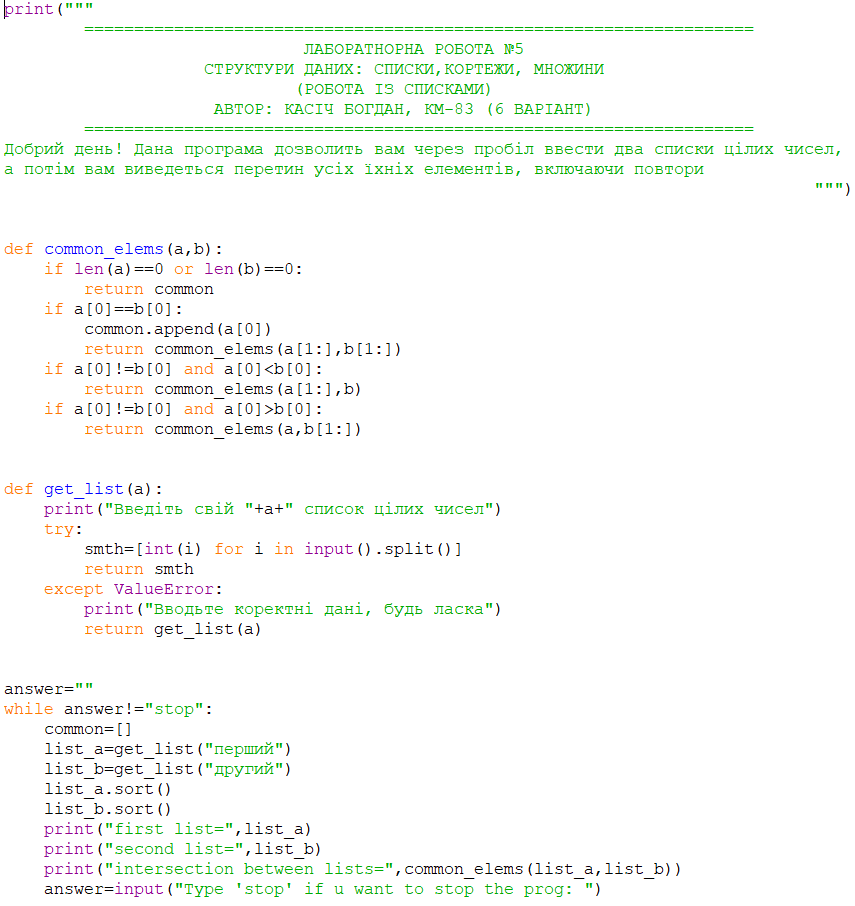 print("""
        ===================================================================
                              ЛАБОРАТНОРНА РОБОТА №5
                    СТРУКТУРИ ДАНИХ: СПИСКИ,КОРТЕЖИ, МНОЖИНИ
                             (РОБОТА ІЗ СПИСКАМИ)
                     АВТОР: КАСІЧ БОГДАН, КМ-83 (6 ВАРІАНТ)
        ===================================================================
Добрий день! Дана програма дозволить вам через пробіл ввести два списки цілих чисел,
а потім вам виведеться перетин усіх їхніх елементів, включаючи повтори
                                                                                 """)
def common_elems(a,b):
    if len(a)==0 or len(b)==0:
        return common
    if a[0]==b[0]:
        common.append(a[0])
        return common_elems(a[1:],b[1:])
    if a[0]!=b[0] and a[0]<b[0]:
        return common_elems(a[1:],b)
    if a[0]!=b[0] and a[0]>b[0]:
        return common_elems(a,b[1:])
def get_list(a):
    print("Введіть свій "+a+" список цілих чисел")
    try:
        smth=[int(i) for i in input().split()]
        return smth
    except ValueError:
        print("Вводьте коректні дані, будь ласка")
        return get_list(a)
answer=""
while answer!="stop":
    common=[]
    list_a=get_list("перший")
    list_b=get_list("другий")
    list_a.sort()
    list_b.sort()
    print("first list=",list_a)
    print("second list=",list_b)
    print("intersection between lists=",common_elems(list_a,list_b))
    answer=input("Type 'stop' if u want to stop the prog: ")